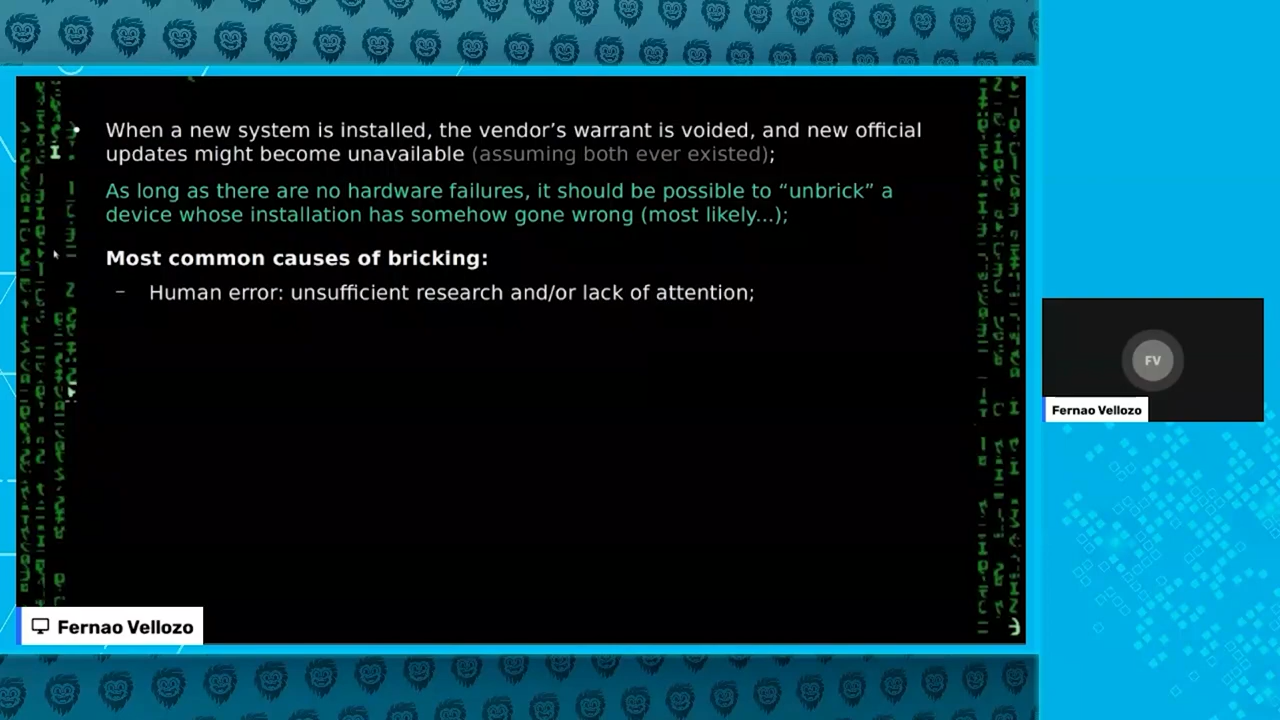 When a new system is installed, the vendor’s warrant is voided, and new official
updates might become unavailable (assuming both ever existed);
As long as there are no hardware failures, it should be possible to “unbrick” a
device whose installation has somehow gone wrong (most likely...);
Most common causes of bricking:
– Human error: unsufficient research and/or lack of attention;
FV
Fernao Vellozo
Fernao Vellozo